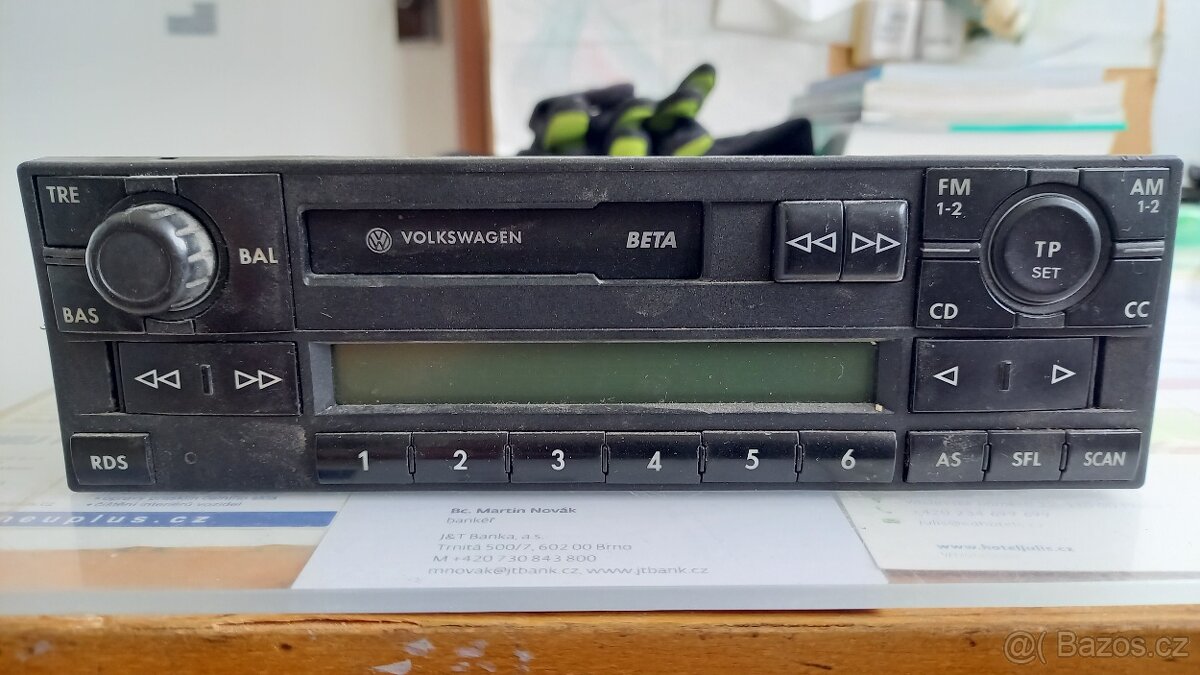 TRE
BAL
BAS
VOLKSWAGEN BETA
FM
1-2
AM
1-2
TP
SET
CD
CC
RDS
1 2 3 4 5 6
AS SFL SCAN
neuplus.cz
Bc. Martin Novák
bankéř
J&T Banka, a.s.
Trnitá 500/7, 602 00 Brno
M +420 730 843 800
mnovak@jtbank.cz, www.jtbank.cz
www.hoteljulis.cz
@( Bazos.cz